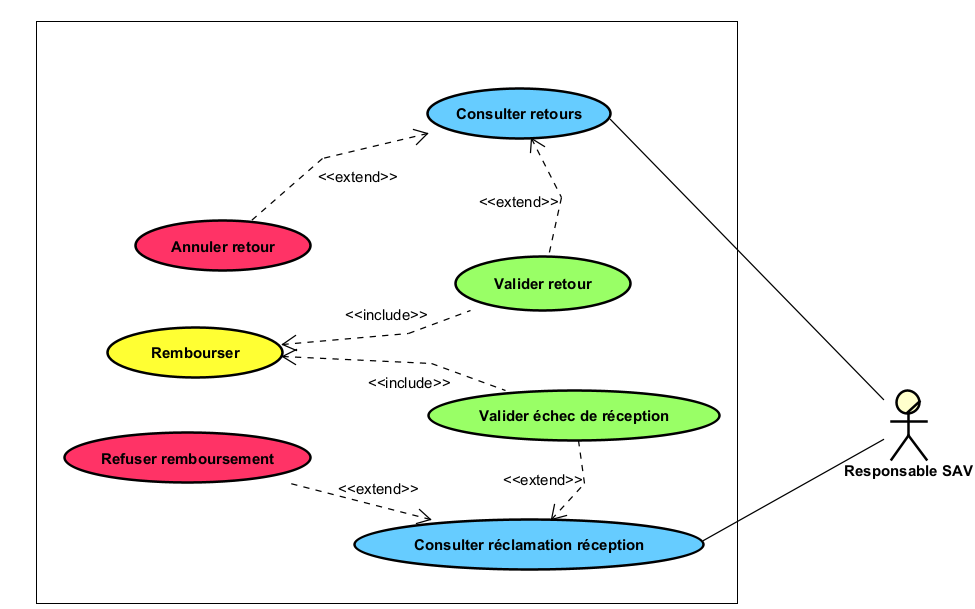 Consulter retours
<<extend>>
<<extend>>
Annuler retour
Valider retour
<<include>>
Rembourser
<<include>>
Valider échec de réception
Refuser remboursement
Responsable SAV
<<extend>>
<<extend>>
Consulter réclamation réception